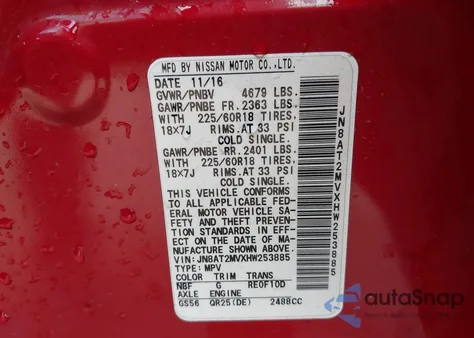 MFD BY NISSAN MOTOR CO.,LTD.
DATE 11/16
GVWR/PNBV 4679 LBS.
GAWR/PNBE FR. 2363 LBS.
WITH 225/60R18 TIRES.
18x7J RIMS.AT 33 PSI
COLD SINGLE.
GAWR/PNBE RR. 2401 LBS.
WITH 225/60R18 TIRES.
18x7J RIMS.AT 33 PSI
COLD SINGLE.
THIS VEHICLE CONFORMS
TO ALL APPLICABLE FED-
ERAL MOTOR VEHICLE SA-
FETY AND THEFT PREVEN-
TION STANDARDS IN EFF-
ECT ON THE DATE OF MA-
NUFACTURE SHOWN ABOVE.
VIN: JN8AT2MVXHW253885
TYPE: MPV
COLOR TRIM TRANS
NBF G RE0F10D
AXLE ENGINE
GS56 QR25(DE) 2488CC
JN8AT2MVXHW253885
autoSnap